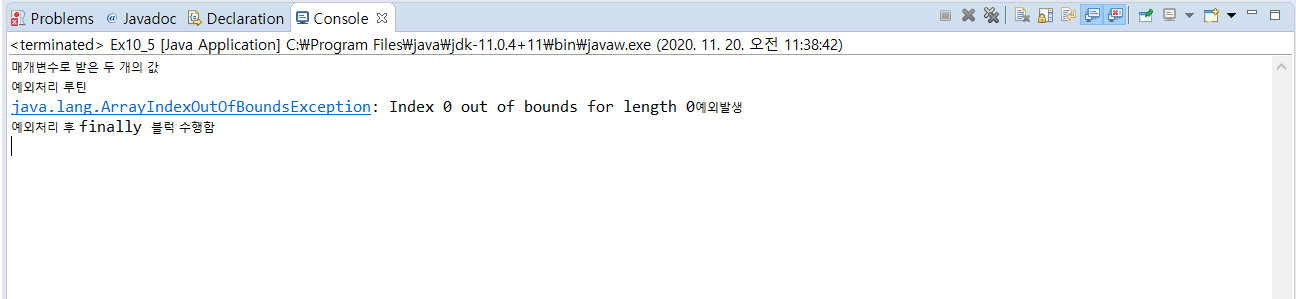 Problems @ Javadoc Declaration Console
<terminated> Ex10_5 [Java Application] C:₩Program Files₩java₩jdk-11.0.4+11₩bin₩javaw.exe (2020. 11. 20. 오전 11:38:42)
매개변수로 받은 두 개의 값
예외처리 루틴
java.lang.ArrayIndexOutOfBoundsException: Index 0 out of bounds for length 0예외발생
예외처리 후 finally 블럭 수행함